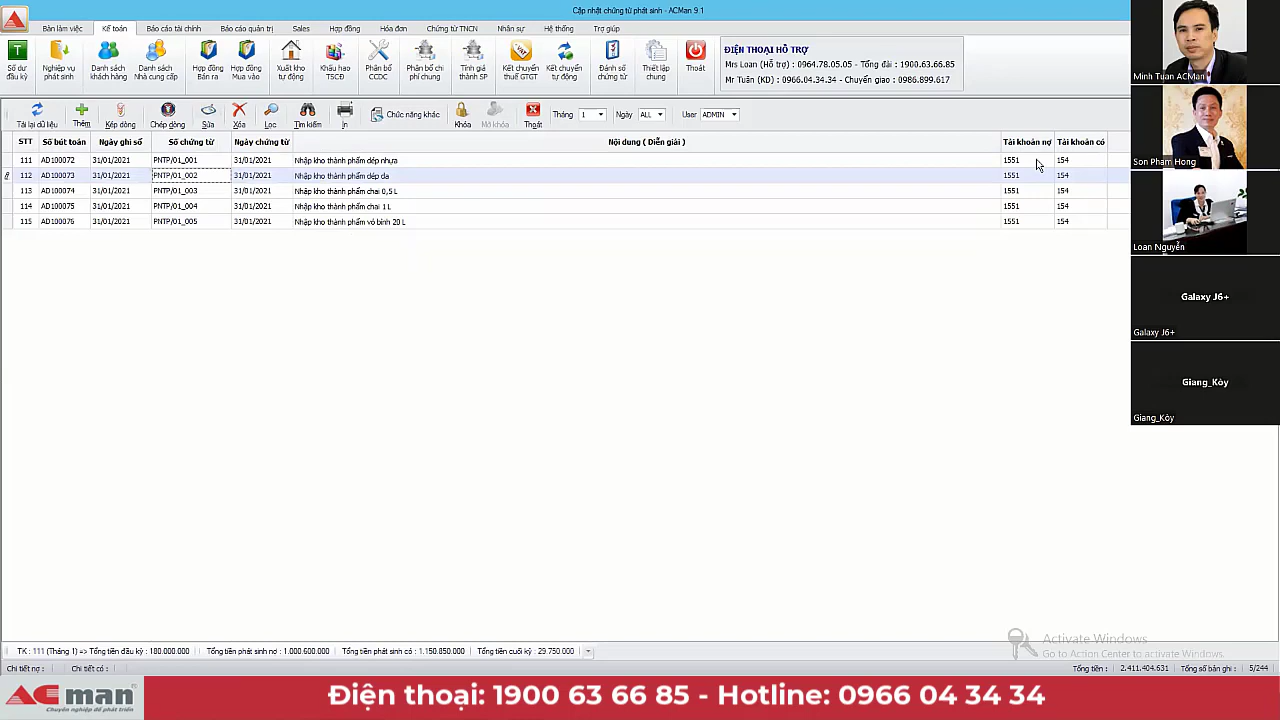 Cập nhật chứng từ phát sinh - ACMan 9.1
Bàn làm việc Kế toán Báo cáo tài chính Báo cáo quản trị Sales Hợp đồng Hóa đơn Chứng từ TNCN Nhân sự Hệ thống Trợ giúp
Số dư đầu kỳ
Nghiệp vụ phát sinh
Danh sách khách hàng
Danh sách Nhà cung cấp
Hợp đồng Bán ra
Hợp đồng Mua vào
Xuất kho tự động
Khấu hao TSCĐ
Phân bổ CCDC
Phân bổ chi phí chung
Tính giá thành SP
Kết chuyển thuế GTGT
Kết chuyển tự động
Đánh số chứng từ
Thiết lập chung
Thoát
ĐIỆN THOẠI HỖ TRỢ
Mrs Loan (Hỗ trợ) : 0964.78.05.05 - Tổng đài : 1900.63.66.85
Mr Tuân (KD) : 0966.04.34.34 - Chuyển giao : 0986.899.617
Tải lại dữ liệu Thêm Kép dòng Chép dòng Sửa Xóa Lọc Tìm kiếm In Chức năng khác Khóa Mở khóa Thoát Tháng 1 Ngày ALL User ADMIN
STT Số bút toán Ngày ghi sổ Số chứng từ Ngày chứng từ Nội dung ( Diễn giải ) Tài khoản nợ Tài khoản có
111 AD100072 31/01/2021 PNTP/01_001 31/01/2021 Nhập kho thành phẩm dép nhựa 1551 154
112 AD100073 31/01/2021 PNTP/01_002 31/01/2021 Nhập kho thành phẩm dép da 1551 154
113 AD100074 31/01/2021 PNTP/01_003 31/01/2021 Nhập kho thành phẩm chai 0,5 L 1551 154
114 AD100075 31/01/2021 PNTP/01_004 31/01/2021 Nhập kho thành phẩm chai 1 L 1551 154
115 AD100076 31/01/2021 PNTP/01_005 31/01/2021 Nhập kho thành phẩm vỏ bình 20 L 1551 154
Minh Tuan ACMan
Son Pham Hong
Loan Nguyễn
Galaxy J6+
Galaxy J6+
Giang_Kòy
Giang_Kòy
Activate Windows
Go to Action Center to activate Windows.
TK : 111 (Tháng 1) => Tổng tiền đầu kỳ : 180.000.000 Tổng tiền phát sinh nợ : 1.000.600.000 Tổng tiền phát sinh có : 1.150.850.000 Tổng tiền cuối kỳ : 29.750.000
Chi tiết nợ : Chi tiết có : Tổng tiền : 2.411.404.631 Tổng số bản ghi : 5/244
ACman
Chuyên nghiệp để phát triển
Điện thoại: 1900 63 66 85 - Hotline: 0966 04 34 34